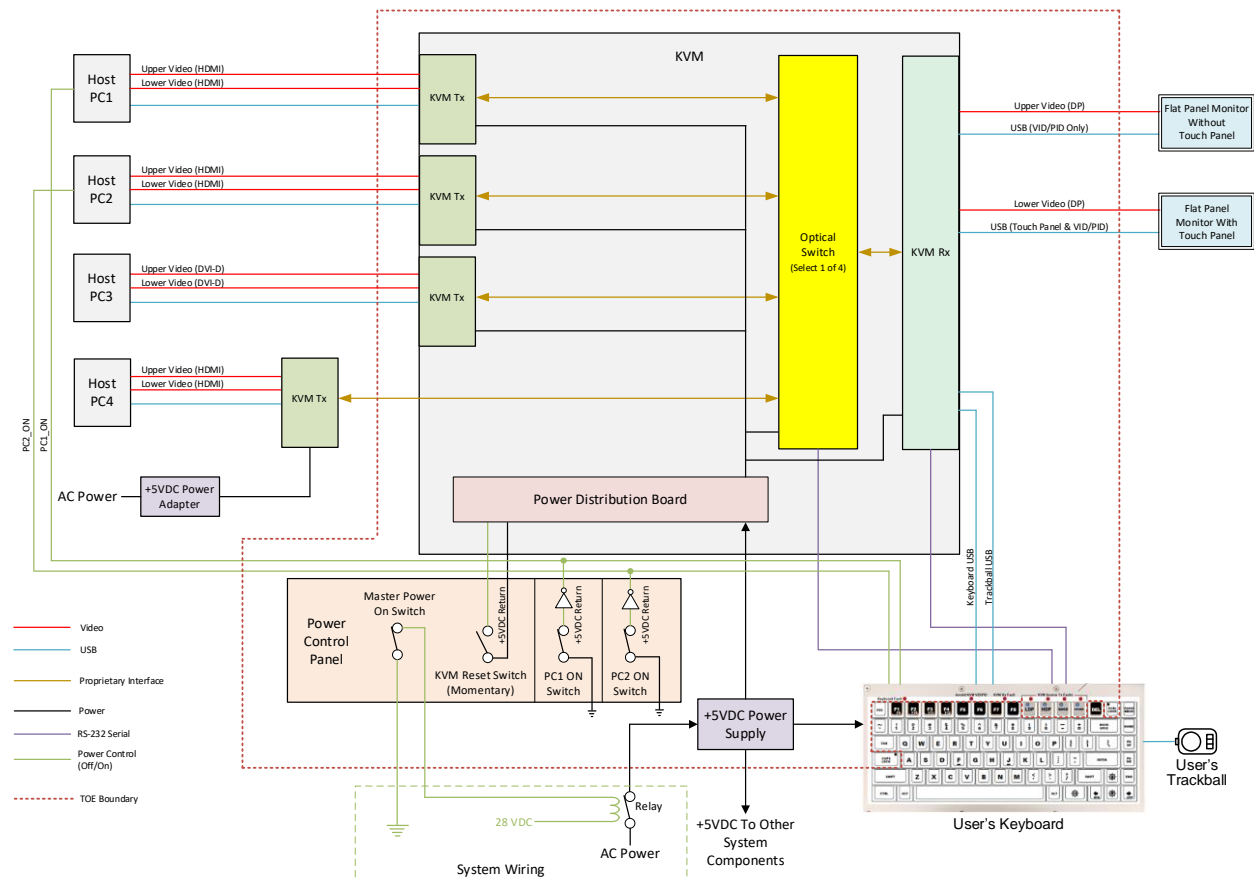 KVM
Host
PC1
Upper Video (HDMI)
Lower Video (HDMI)
KVM Tx
Upper Video (DP)
USB (VID/PID Only)
Flat Panel Monitor
Without
Touch Panel
Host
PC2
Upper Video (HDMI)
Lower Video (HDMI)
KVM Tx
Optical
Switch
(Select 1 of 4)
KVM Rx
Lower Video (DP)
USB (Touch Panel & VID/PID)
Flat Panel
Monitor With
Touch Panel
Host
PC3
Upper Video (DVI-D)
Lower Video (DVI-D)
KVM Tx
Host
PC4
Upper Video (HDMI)
Lower Video (HDMI)
KVM Tx
PC2_ON
PC1_ON
AC Power
+5VDC Power
Adapter
Power Distribution Board
Keyboard USB
Trackball USB
Power
Control
Panel
Master Power
On Switch
+5VDC Return
KVM Reset Switch
(Momentary)
+5VDC Return
PC1 ON
Switch
+5VDC Return
PC2 ON
Switch
Video
USB
Proprietary Interface
Power
RS-232 Serial
Power Control
(Off/On)
TOE Boundary
+5VDC Power
Supply
Q W E R T Y U I O P
A S D F G H J K L
Z X C V B N M
User's
Trackball
User's Keyboard
28 VDC
Relay
AC Power
System Wiring
+5VDC To Other
System
Components